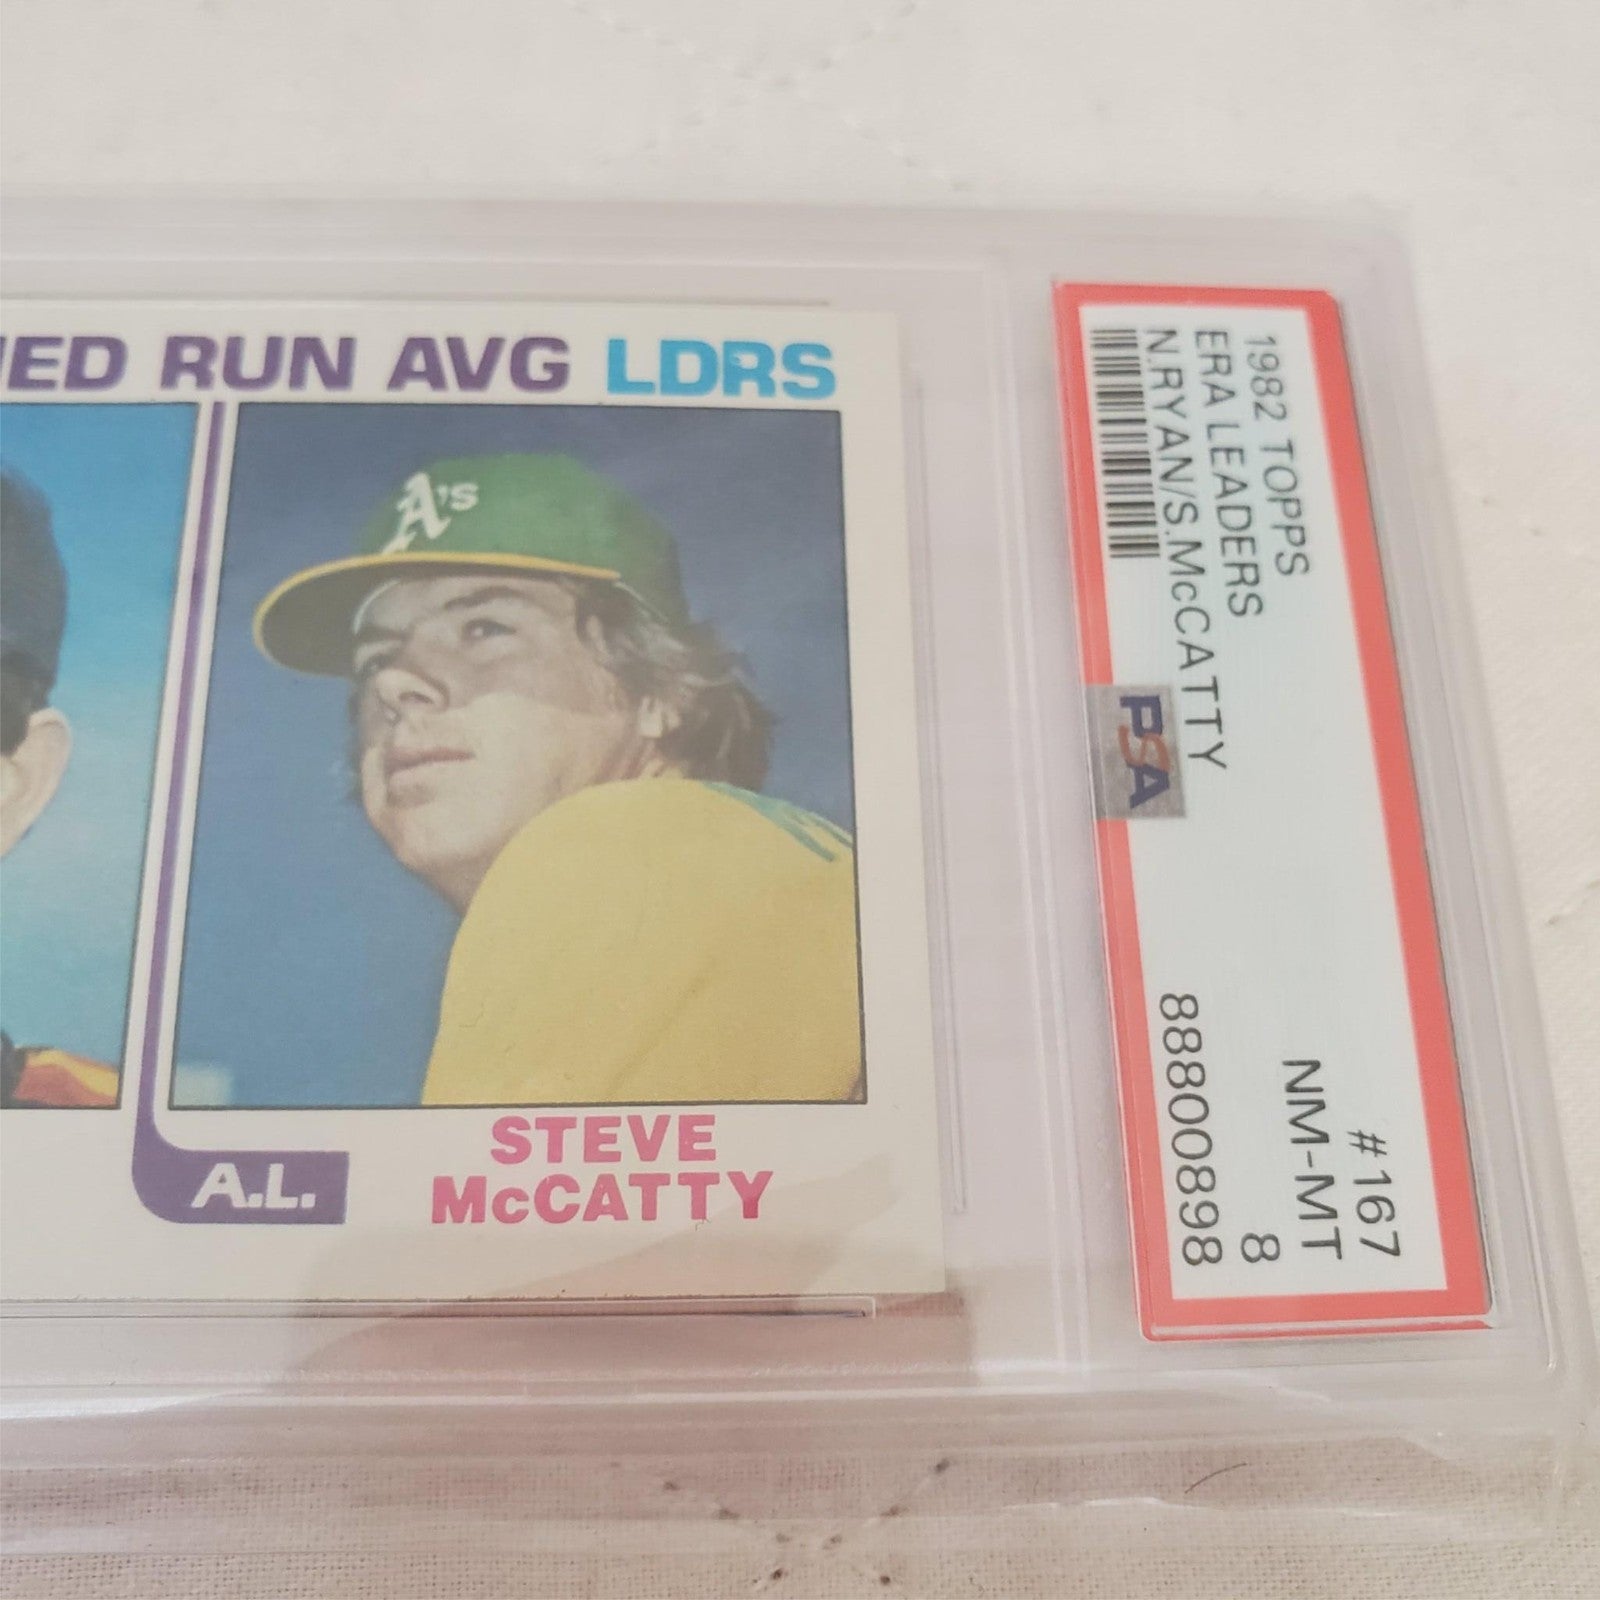 NED RUN AVG LDRS
A's
A.L.
STEVE
McCATTY
1982 TOPPS #167
ERA LEADERS NM-MT
N.RYAN/S.McCATTY 8
PSA 88800898